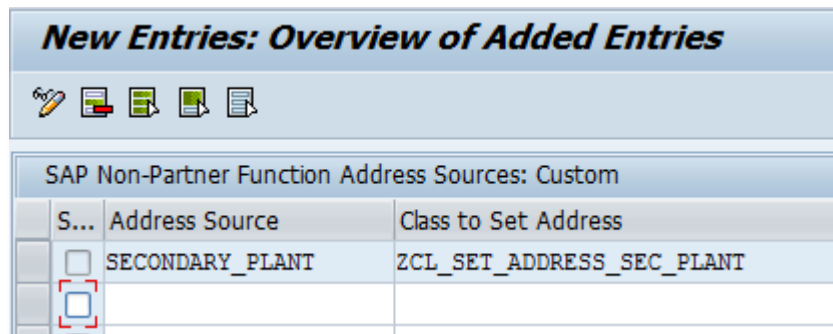 New Entries: Overview of Added Entries
SAP Non-Partner Function Address Sources: Custom
S... Address Source Class to Set Address
SECONDARY_PLANT ZCL_SET_ADDRESS_SEC_PLANT